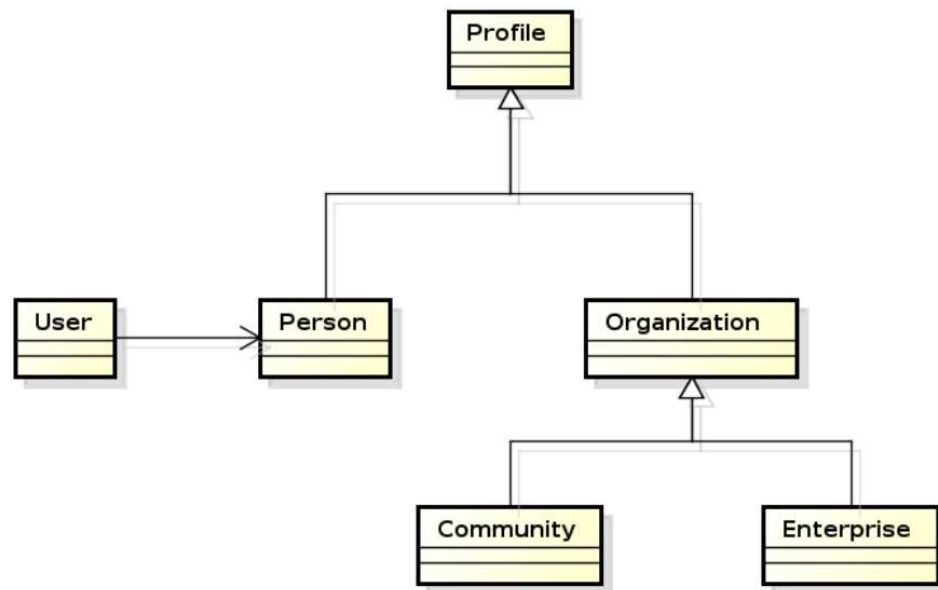 Profile
User
Person
Organization
Community
Enterprise